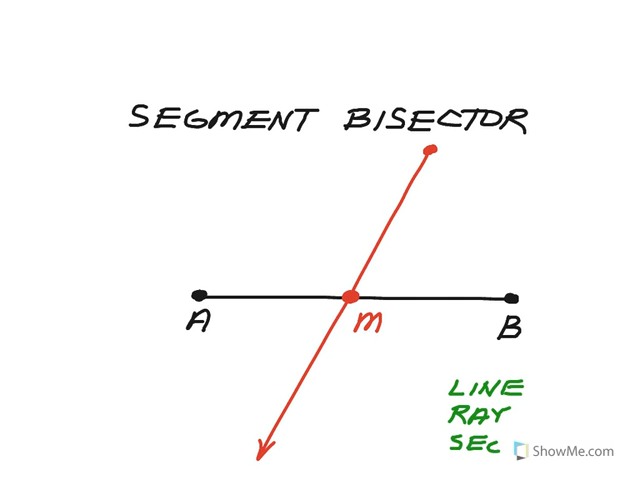 SEGMENT BISECTOR
A
M
B
LINE
RAY
SEC
ShowMe.com